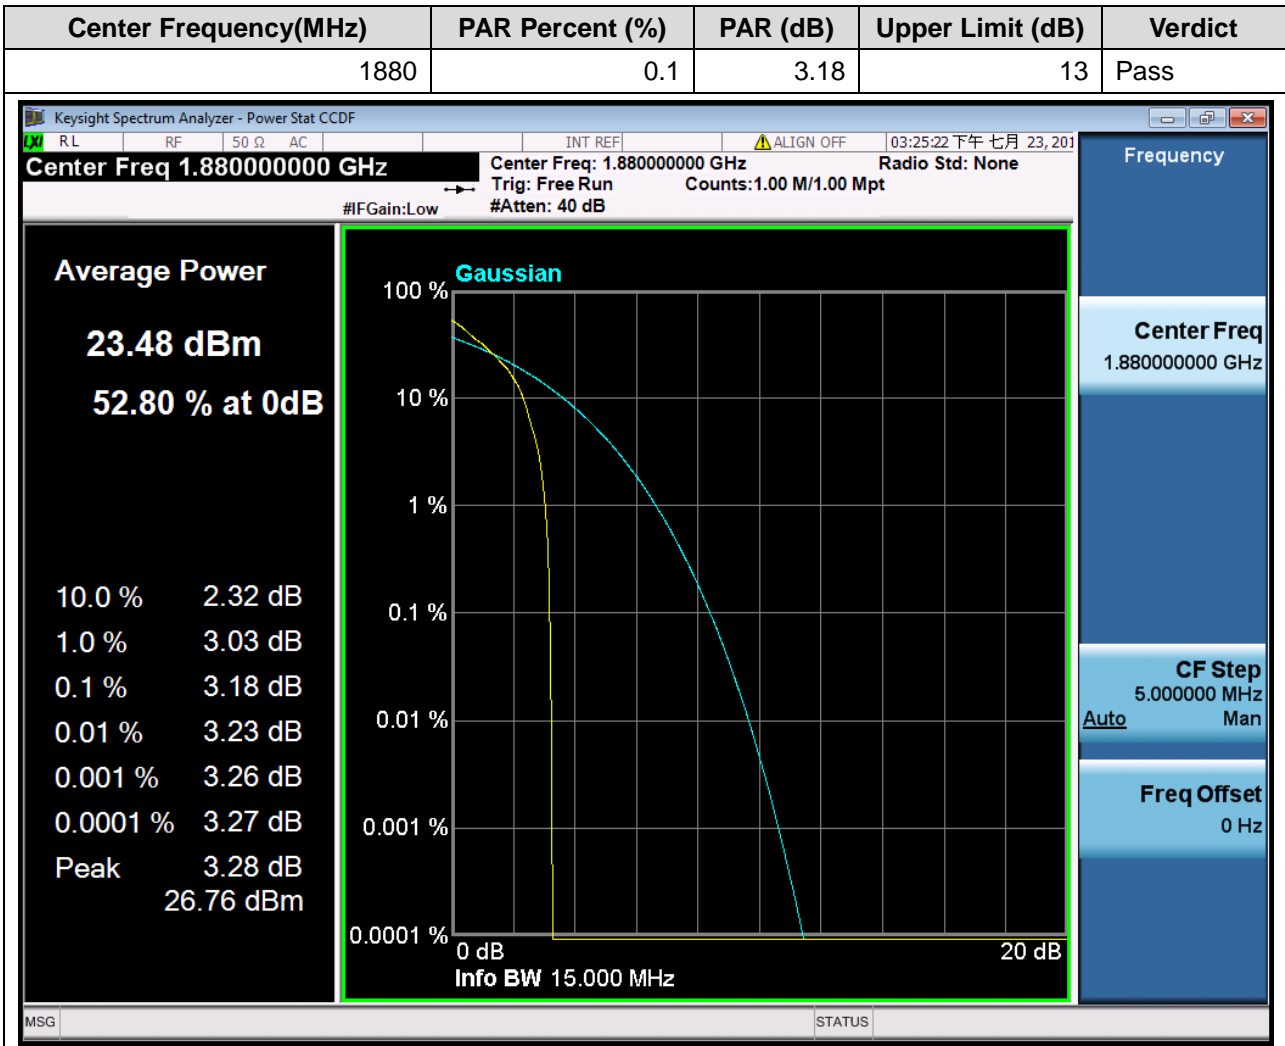 Center Frequency(MHz) PAR Percent (%) PAR (dB) Upper Limit (dB) Verdict
1880 0.1 3.18 13 Pass
Keysight Spectrum Analyzer - Power Stat CCDF
LXI RL RF 50 Ω AC INT REF ALIGN OFF 03:25:22 下午 七月 23, 201
Center Freq 1.880000000 GHz
Center Freq: 1.880000000 GHz Radio Std: None
Trig: Free Run Counts:1.00 M/1.00 Mpt
#IFGain:Low #Atten: 40 dB
Frequency
Average Power
23.48 dBm
52.80 % at 0dB
10.0 % 2.32 dB
1.0 % 3.03 dB
0.1 % 3.18 dB
0.01 % 3.23 dB
0.001 % 3.26 dB
0.0001 % 3.27 dB
Peak 3.28 dB
26.76 dBm
Gaussian
100 %
10 %
1 %
0.1 %
0.01 %
0.001 %
0.0001 %
0 dB 20 dB
Info BW 15.000 MHz
Center Freq
1.880000000 GHz
CF Step
5.000000 MHz
Auto Man
Freq Offset
0 Hz
MSG STATUS